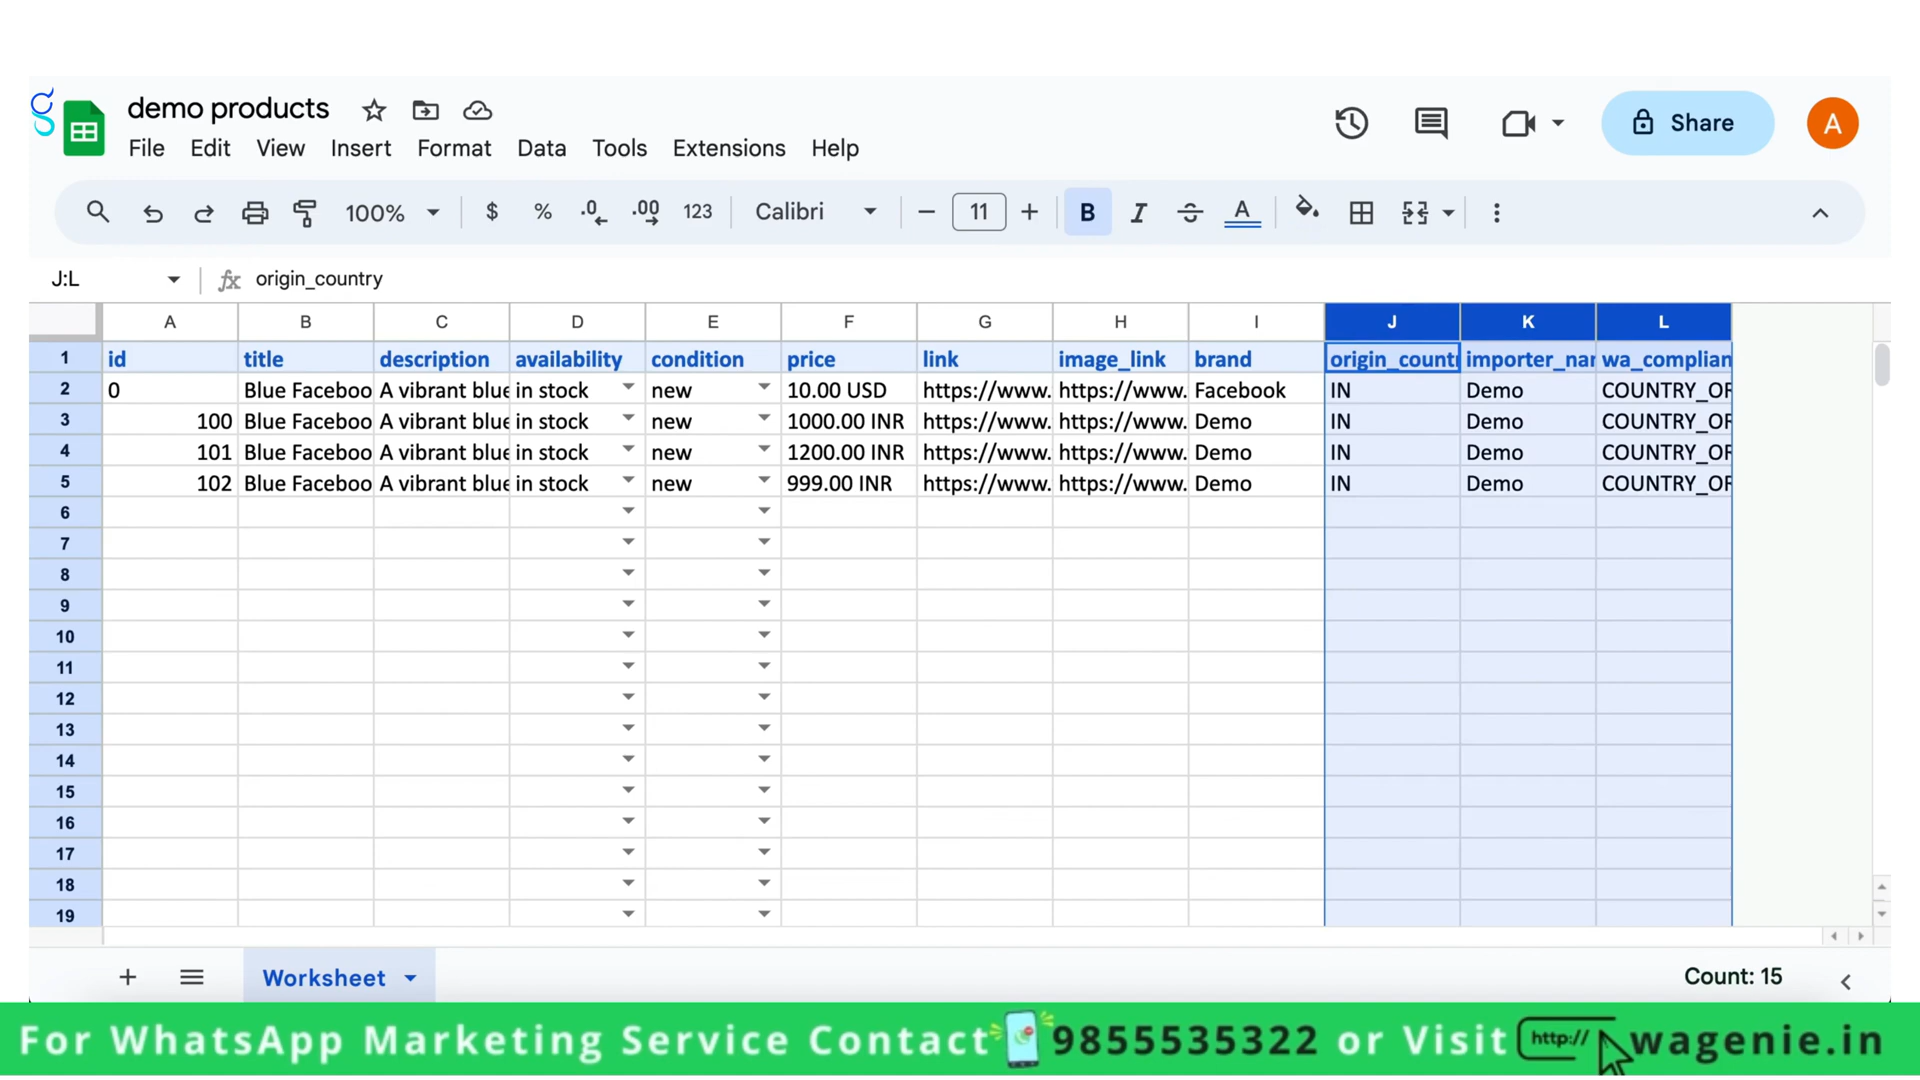 demo products
File Edit View Insert Format Data Tools Extensions Help
Share
A
100% $ % .0 .00 123 Calibri 11 B I S A
J:L fx origin_country
A B C D E F G H I J K L
1 id title description availability condition price link image_link brand origin_countr importer_nar wa_complian
2 0 Blue Faceboo A vibrant blue in stock new 10.00 USD https://www. https://www. Facebook IN Demo COUNTRY_OR
3 100 Blue Faceboo A vibrant blue in stock new 1000.00 INR https://www. https://www. Demo IN Demo COUNTRY_OR
4 101 Blue Faceboo A vibrant blue in stock new 1200.00 INR https://www. https://www. Demo IN Demo COUNTRY_OR
5 102 Blue Faceboo A vibrant blue in stock new 999.00 INR https://www. https://www. Demo IN Demo COUNTRY_OR
6
7
8
9
10
11
12
13
14
15
16
17
18
19
Worksheet Count: 15
For WhatsApp Marketing Service Contact 9855535322 or Visit http:// wagenie.in